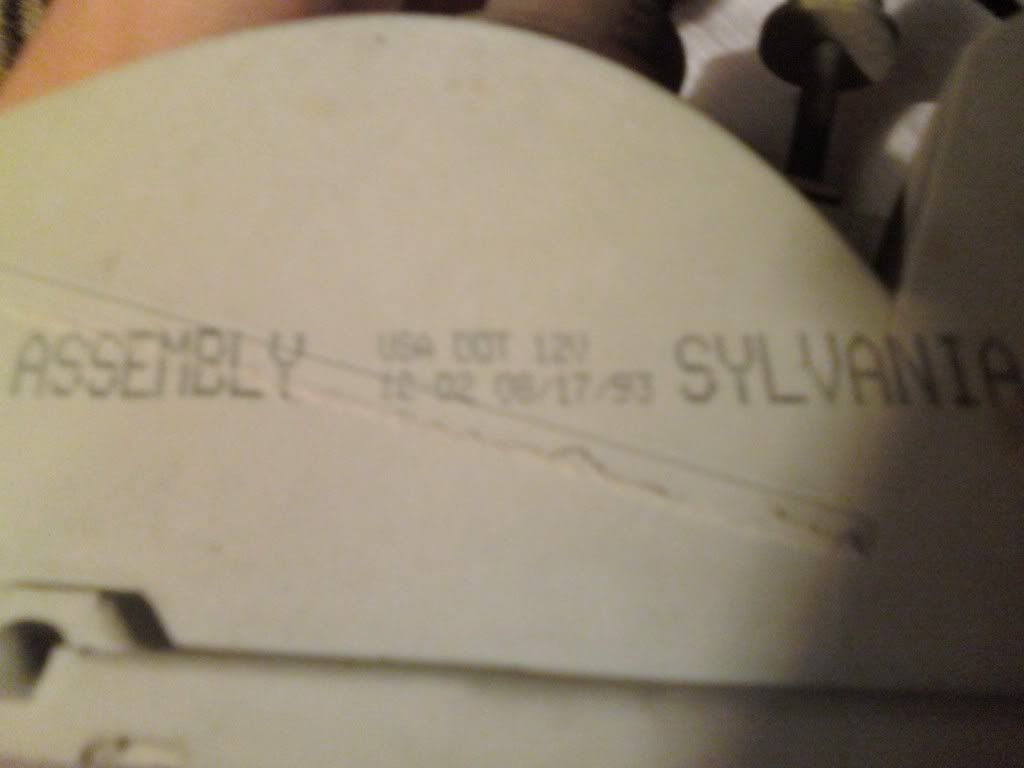 ASSEMBLY
USA DOT 12V
12 02 08/17/93
SYLVANIA